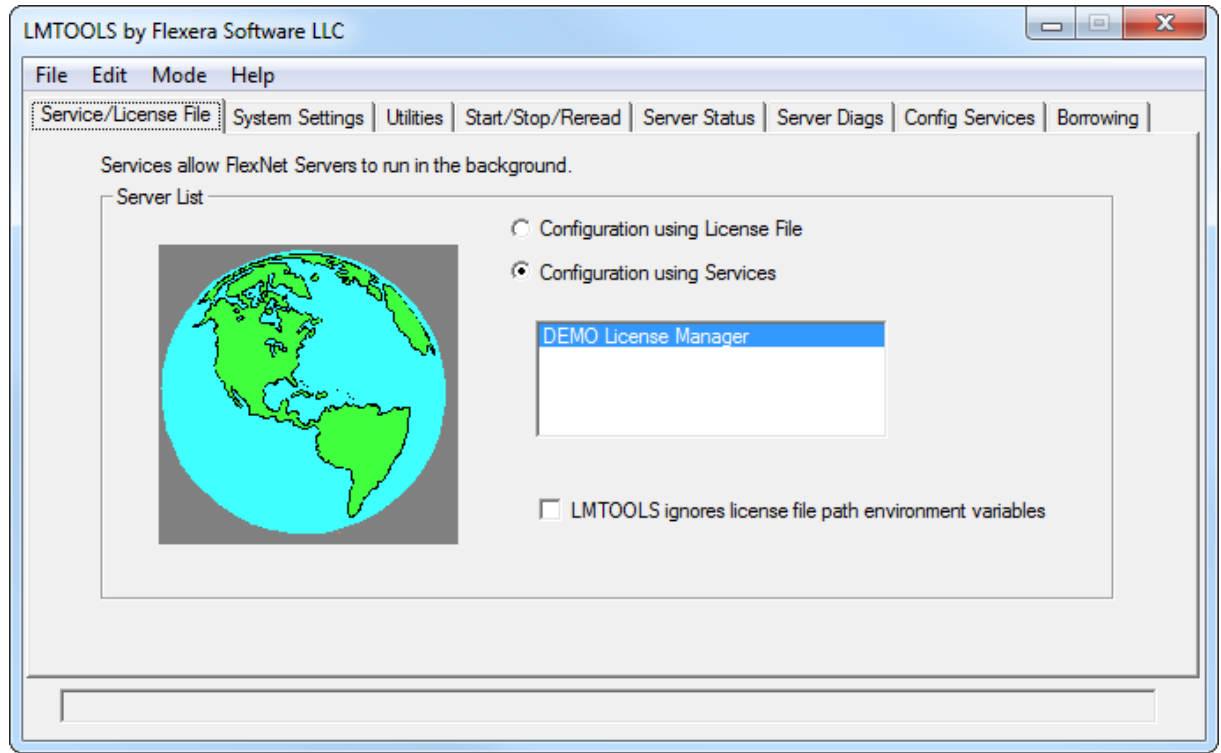 LMTOOLS by Flexera Software LLC
File Edit Mode Help
Service/License File System Settings Utilities Start/Stop/Reread Server Status Server Diags Config Services Borrowing
Services allow FlexNet Servers to run in the background.
Server List
Configuration using License File
Configuration using Services
DEMO License Manager
LMTOOLS ignores license file path environment variables